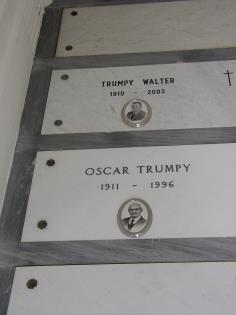 TRUMPY WALTER
1910 - 2003
OSCAR TRUMPY
1911 - 1996